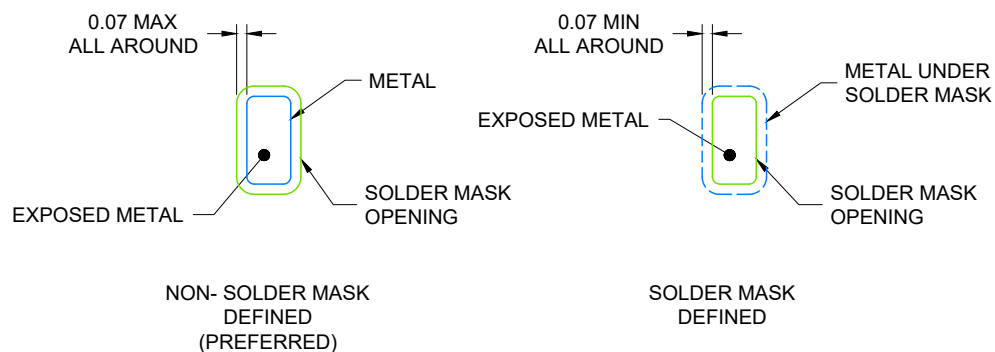 0.07 MAX
ALL AROUND
METAL
EXPOSED METAL
SOLDER MASK
OPENING
NON- SOLDER MASK
DEFINED
(PREFERRED)
0.07 MIN
ALL AROUND
METAL UNDER
SOLDER MASK
EXPOSED METAL
SOLDER MASK
OPENING
SOLDER MASK
DEFINED